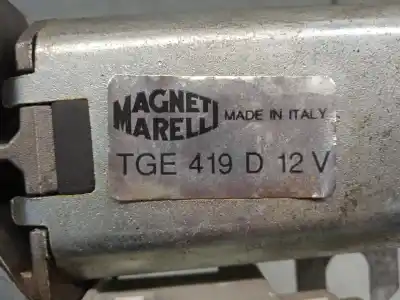 MAGNETI MARELLI MADE IN ITALY
TGE 419 D 12 V